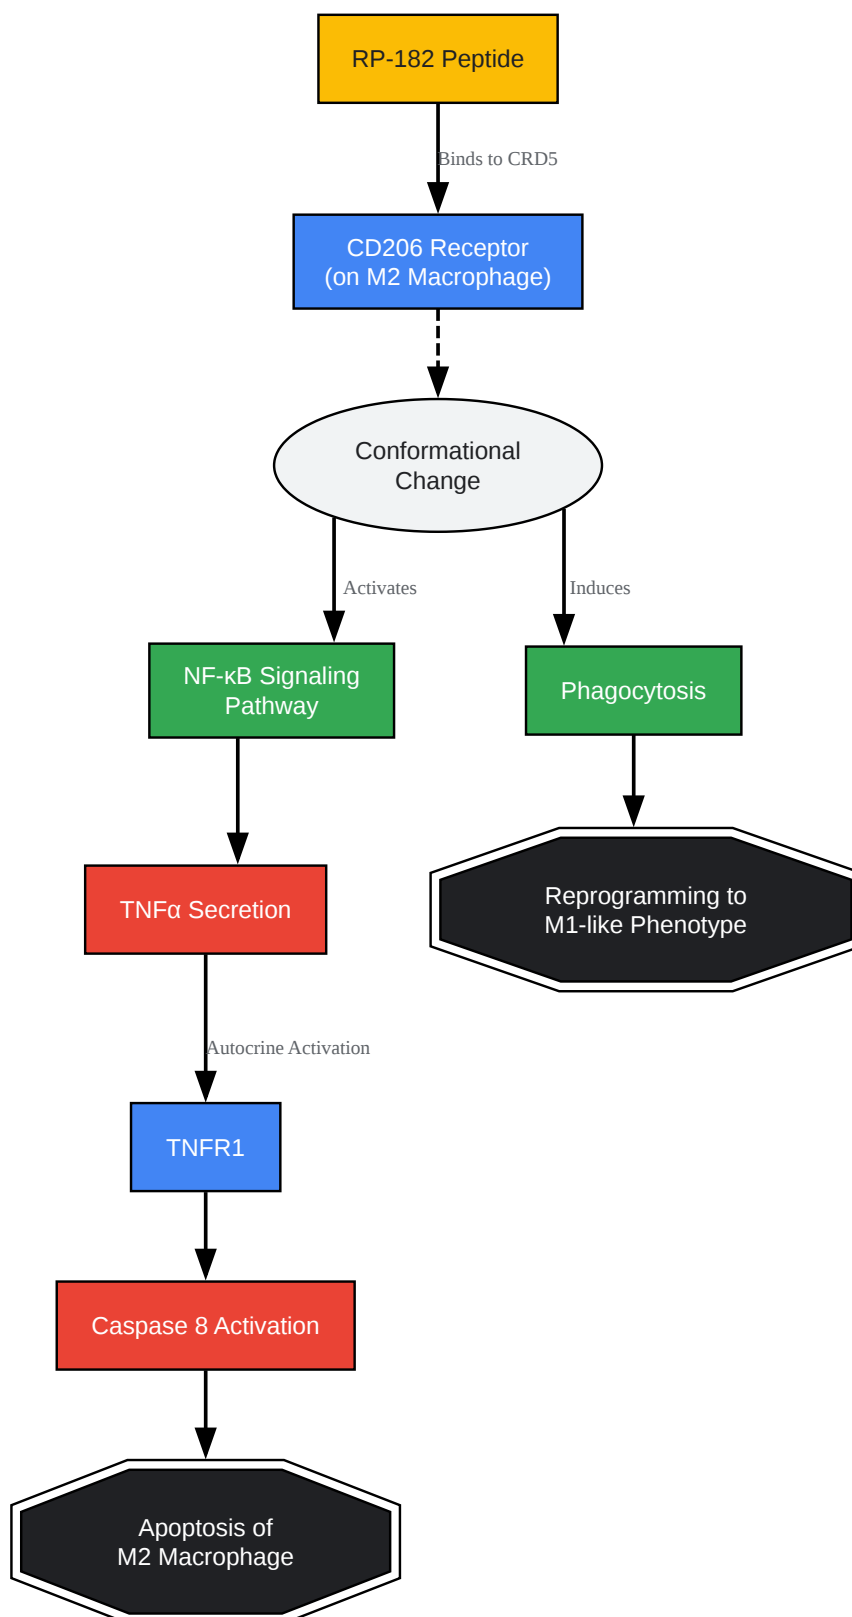 RP-182 Peptide
Binds to CRD5
CD206 Receptor
(on M2 Macrophage)
Conformational
Change
Activates
Induces
NF-κB Signaling
Pathway
Phagocytosis
TNFα Secretion
Reprogramming to
M1-like Phenotype
Autocrine Activation
TNFR1
Caspase 8 Activation
Apoptosis of
M2 Macrophage